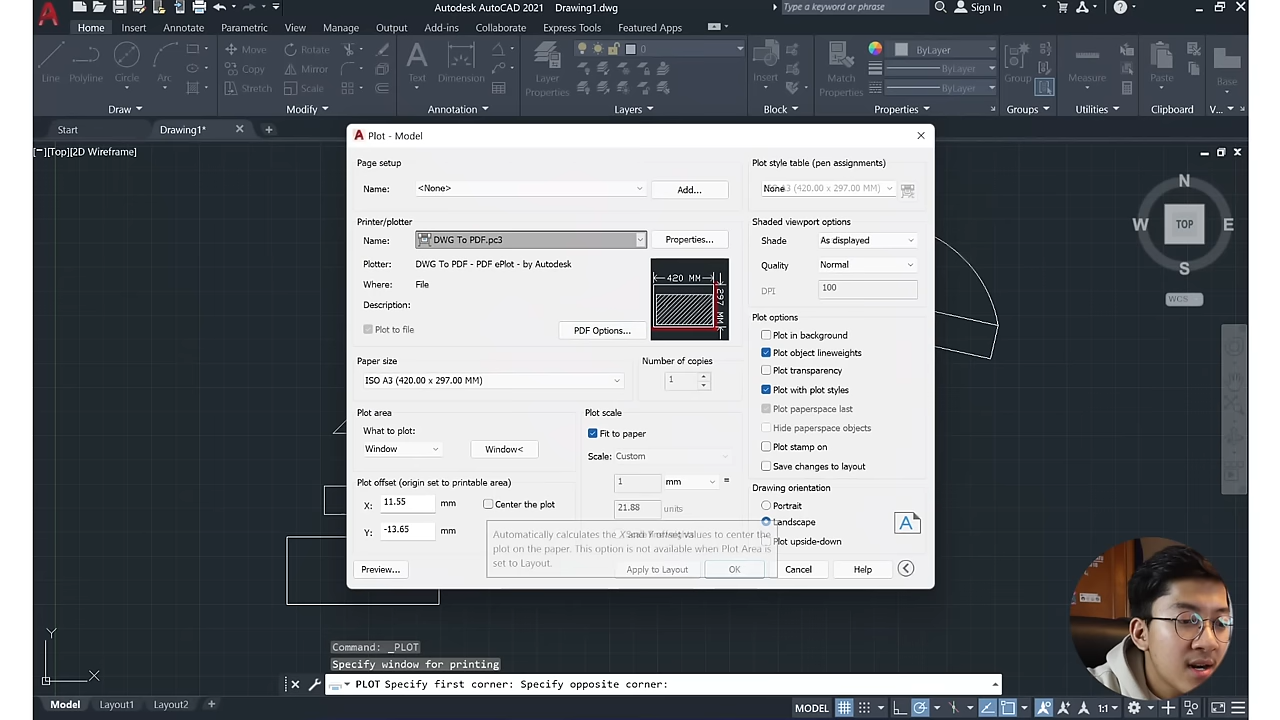 Autodesk AutoCAD 2021 Drawing1.dwg
Type a keyword or phrase
Sign In
Home Insert Annotate Parametric View Manage Output Add-ins Collaborate Express Tools Featured Apps
Line Polyline Circle Arc
Move Rotate
Copy Mirror
Stretch Scale
Text Dimension
Layer Properties
0
Insert
Match Properties
ByLayer
ByLayer
ByLayer
Group
Measure
Paste
Base
Draw Modify Annotation Layers Block Properties Groups Utilities Clipboard V...
Start Drawing1*
[−][Top][2D Wireframe]
Plot - Model
Page setup
Name: <None> Add...
Printer/plotter
Name: DWG To PDF.pc3 Properties...
Plotter: DWG To PDF - PDF ePlot - by Autodesk
Where: File
Description:
Plot to file PDF Options...
420 MM
297 MM
Paper size
ISO A3 (420.00 x 297.00 MM)
Number of copies
1
Plot area
What to plot:
Window Window<
Plot offset (origin set to printable area)
X: 11.55 mm Center the plot
Y: -13.65 mm
Plot scale
Fit to paper
Scale: Custom
1 mm =
21.88 units
Automatically calculates the X and Y offset values to center the plot on the paper. This option is not available when Plot Area is set to Layout.
Preview... Apply to Layout OK Cancel Help
Plot style table (pen assignments)
None
Shaded viewport options
Shade As displayed
Quality Normal
DPI 100
Plot options
Plot in background
Plot object lineweights
Plot transparency
Plot with plot styles
Plot paperspace last
Hide paperspace objects
Plot stamp on
Save changes to layout
Drawing orientation
Portrait
Landscape
Plot upside-down
A
N
W TOP E
S
WCS
Y
X
Command: _PLOT
Specify window for printing
PLOT Specify first corner: Specify opposite corner:
Model Layout1 Layout2 +
MODEL 1:1